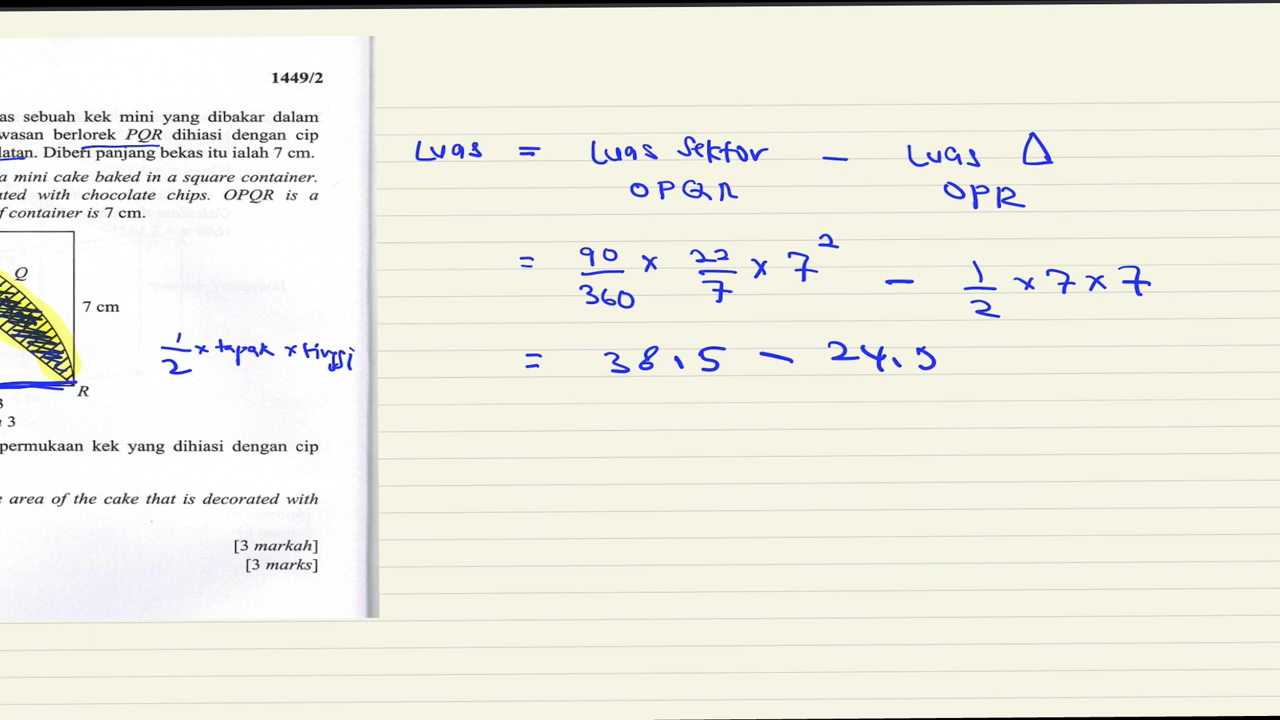 1449/2
as sebuah kek mini yang dibakar dalam
wasan berlorek PQR dihiasi dengan cip
latan. Diberi panjang bekas itu ialah 7 cm.
a mini cake baked in a square container.
ted with chocolate chips. OPQR is a
f container is 7 cm.
Q
7 cm
R
3
3
permukaan kek yang dihiasi dengan cip
area of the cake that is decorated with
[3 markah]
[3 marks]
1/2 x tapak x tinggi
Luas = Luas Sektor - Luas Δ
OPQR OPR
= 90/360 x 22/7 x 7² - 1/2 x 7 x 7
= 38.5 - 24.5